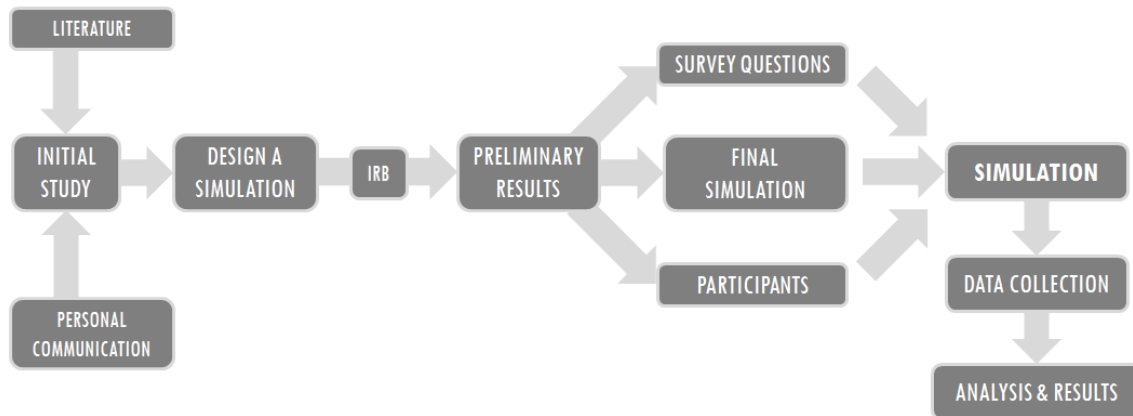 LITERATURE
INITIAL
STUDY
PERSONAL
COMMUNICATION
DESIGN A
SIMULATION
IRB
PRELIMINARY
RESULTS
SURVEY QUESTIONS
FINAL
SIMULATION
PARTICIPANTS
SIMULATION
DATA COLLECTION
ANALYSIS & RESULTS